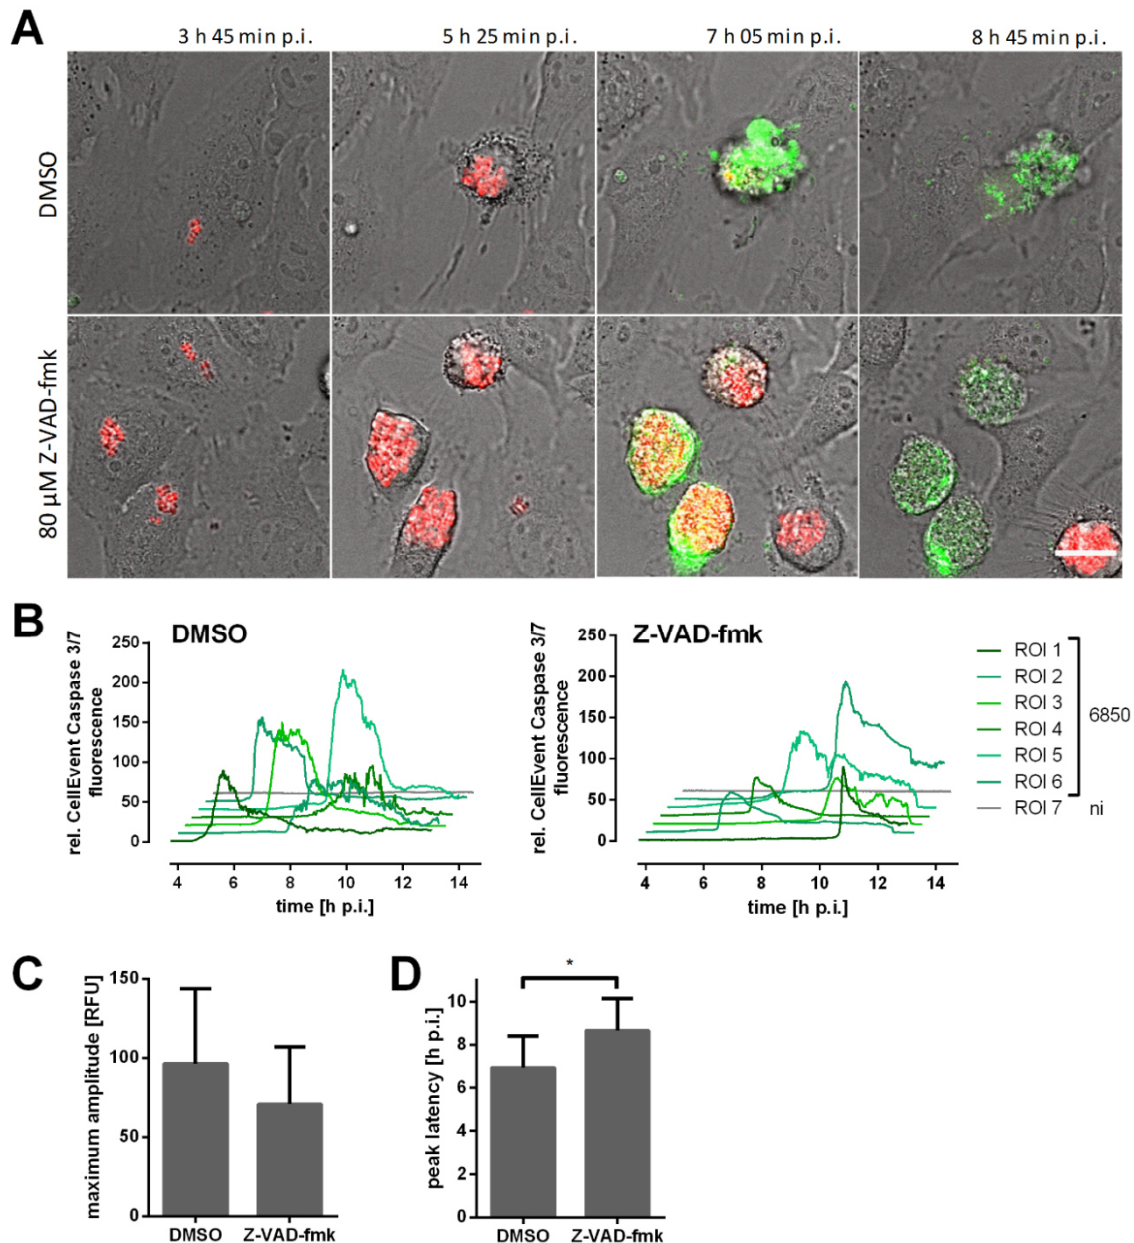 A
3 h 45 min p.i. 5 h 25 min p.i. 7 h 05 min p.i. 8 h 45 min p.i.
DMSO
80 µM Z-VAD-fmk
B
DMSO
rel. CellEvent Caspase 3/7
fluorescence
250
200
150
100
50
0
4 6 8 10 12 14
time [h p.i.]
Z-VAD-fmk
rel. CellEvent Caspase 3/7
fluorescence
250
200
150
100
50
0
4 6 8 10 12 14
time [h p.i.]
ROI 1
ROI 2
ROI 3
ROI 4
ROI 5
ROI 6
ROI 7
6850
ni
C
maximum amplitude [RFU]
150
100
50
0
DMSO Z-VAD-fmk
D
peak latency [h p.i.]
10
8
6
4
2
0
*
DMSO Z-VAD-fmk